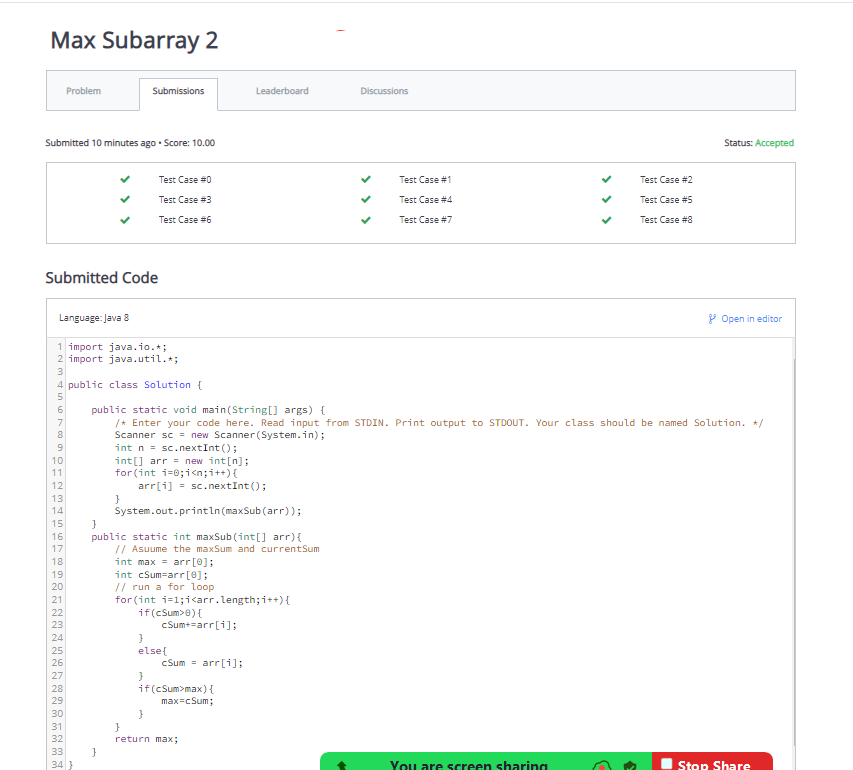 Max Subarray 2
Problem Submissions Leaderboard Discussions
Submitted 10 minutes ago • Score: 10.00 Status: Accepted
Test Case #0 Test Case #1 Test Case #2
Test Case #3 Test Case #4 Test Case #5
Test Case #6 Test Case #7 Test Case #8
Submitted Code
Language: Java 8 Open in editor
1 import java.io.*;
2 import java.util.*;
3
4 public class Solution {
5
6     public static void main(String[] args) {
7         /* Enter your code here. Read input from STDIN. Print output to STDOUT. Your class should be named Solution. */
8         Scanner sc = new Scanner(System.in);
9         int n = sc.nextInt();
10         int[] arr = new int[n];
11         for(int i=0;i<n;i++){
12             arr[i] = sc.nextInt();
13         }
14         System.out.println(maxSub(arr));
15     }
16     public static int maxSub(int[] arr){
17         // Asuume the maxSum and currentSum
18         int max = arr[0];
19         int cSum=arr[0];
20         // run a for loop
21         for(int i=1;i<arr.length;i++){
22             if(cSum>0){
23                 cSum+=arr[i];
24             }
25             else{
26                 cSum = arr[i];
27             }
28             if(cSum>max){
29                 max=cSum;
30             }
31         }
32         return max;
33     }
34 }
You are screen sharing Stop Share